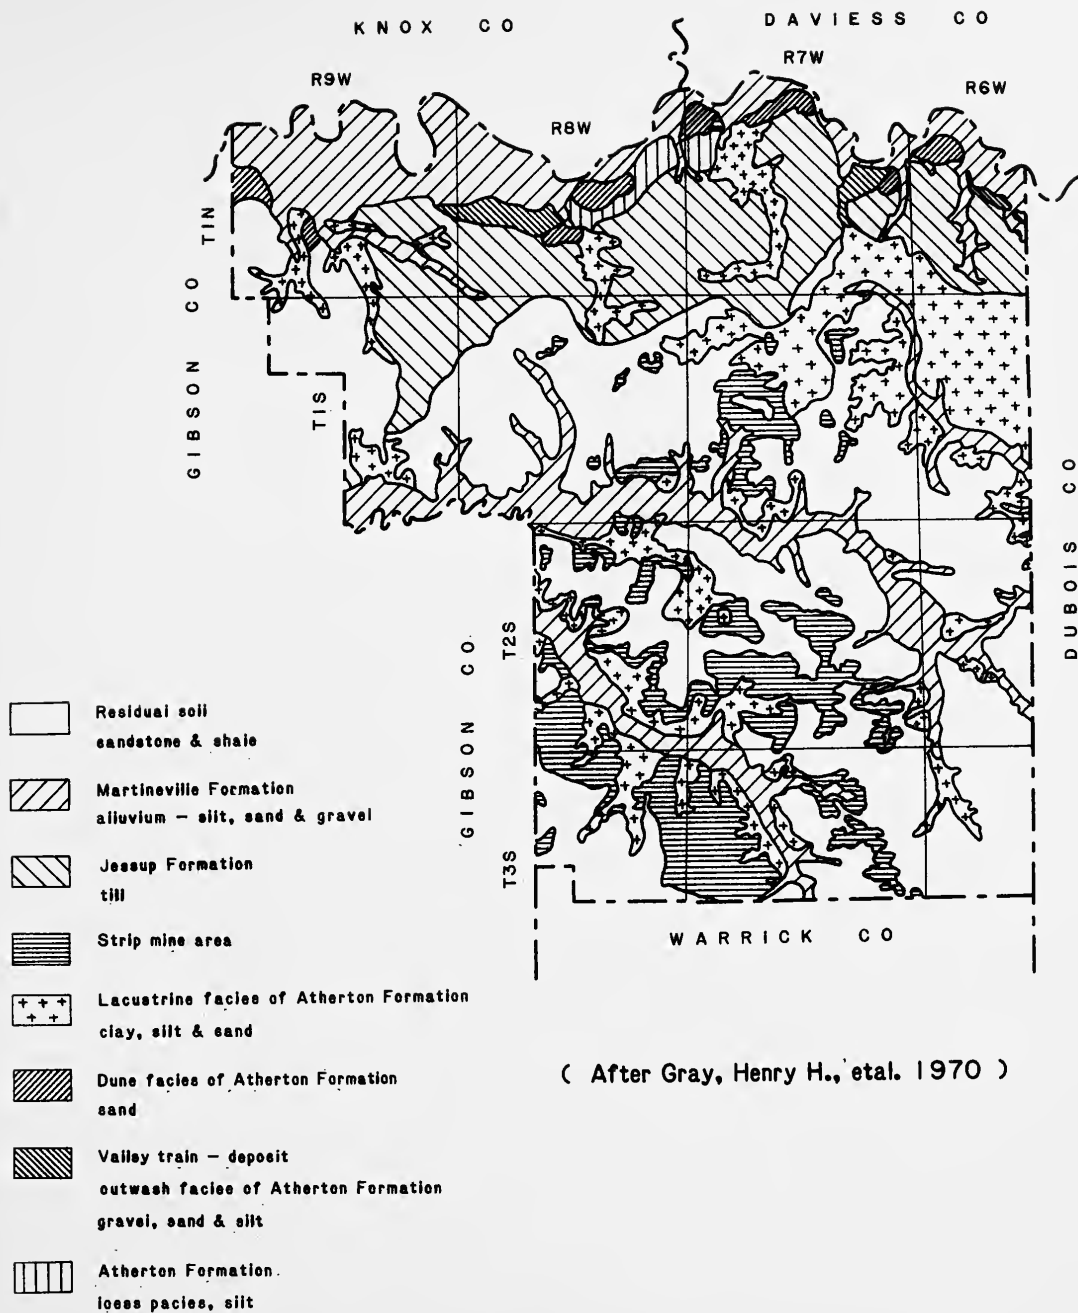 KNOX CO
DAVIESS CO
R9W
R8W
R7W
R6W
T1N
GIBSON CO
T1S
DUBOIS CO
T2S
GIBSON CO
T3S
WARRICK CO
Residual soil
sandstone & shale
Martineville Formation
alluvium – silt, sand & gravel
Jessup Formation
till
Strip mine area
Lacustrine facies of Atherton Formation
clay, silt & sand
Dune facies of Atherton Formation
sand
Valley train – deposit
outwash facies of Atherton Formation
gravel, sand & silt
Atherton Formation
loess pacies, silt
( After Gray, Henry H., etal. 1970 )